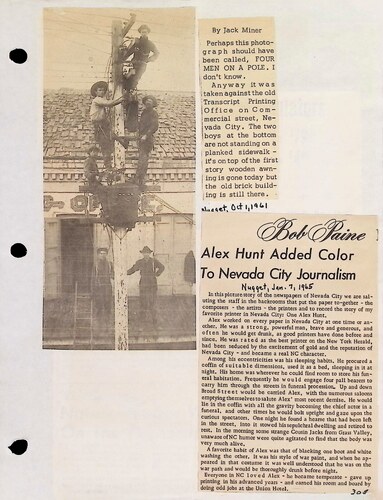 By Jack Miner
Perhaps this photo-
graph should have
been called, FOUR
MEN ON A POLE. I
don't know.
Anyway it was
taken against the old
Transcript Printing
Office on Com-
mercial street, Ne-
vada City. The two
boys at the bottom
are not standing on a
planked sidewalk -
it's on top of the first
story wooden awn-
ing is gone today but
the old brick build-
ing is still there.
Nugget, Oct 1, 1961
Bob Paine
Alex Hunt Added Color
To Nevada City Journalism
Nugget, Jan. 7, 1965
In this picture story of the newspapers of Nevada City we are sal-
uting the staff in the backrooms that put the paper to-gether - the
compositors - the artists - the printers and to record the story of my
favorite printer in Nevada City: One Alex Hunt.
Alex worked on every paper in Nevada City at one time or an-
other. He was a strong, powerful man, brave and generous, and
often he would get drunk, as good printers have done before and
since. He was rated as the best printer on the New York Herald,
had been seduced by the excitement of gold and the reputation of
Nevada City - and became a real NC character.
Among his eccentricities was his sleeping habits. He procured a
coffin of suitable dimensions, used it as a bed, sleeping in it at
night. His home was wherever he could find room to store his fun-
eral habitation. Frequently he would engage four pall bearers to
carry him through the streets in funeral procession. Up and down
Broad Street would be carried Alex, with the numerous saloons
emptying themselves to salute Alex' most recent demise. He would
lie in the coffin with all the gravity becoming the chief actor in a
funeral, and other times he would bolt upright and gaze upon the
curious spectators. One night he found a hearse that had been left
in the street, into it stowed his sepulchral dwelling and retired to
rest. In the morning some strange Cousin Jacks from Grass Valley,
unaware of NC humor were quite agitated to find that the body was
very much alive.
A favorite habit of Alex was that of blacking one boot and white
washing the other. It was his style of war paint, and when he ap-
peared in that costume it was well understood that he was on the
war path and would be thoroughly drunk before night.
Everyone in NC loved Alex - he became temperate - gave up
printing in his advanced years - and earned his room and board by
doing odd jobs at the Union Hotel.
308